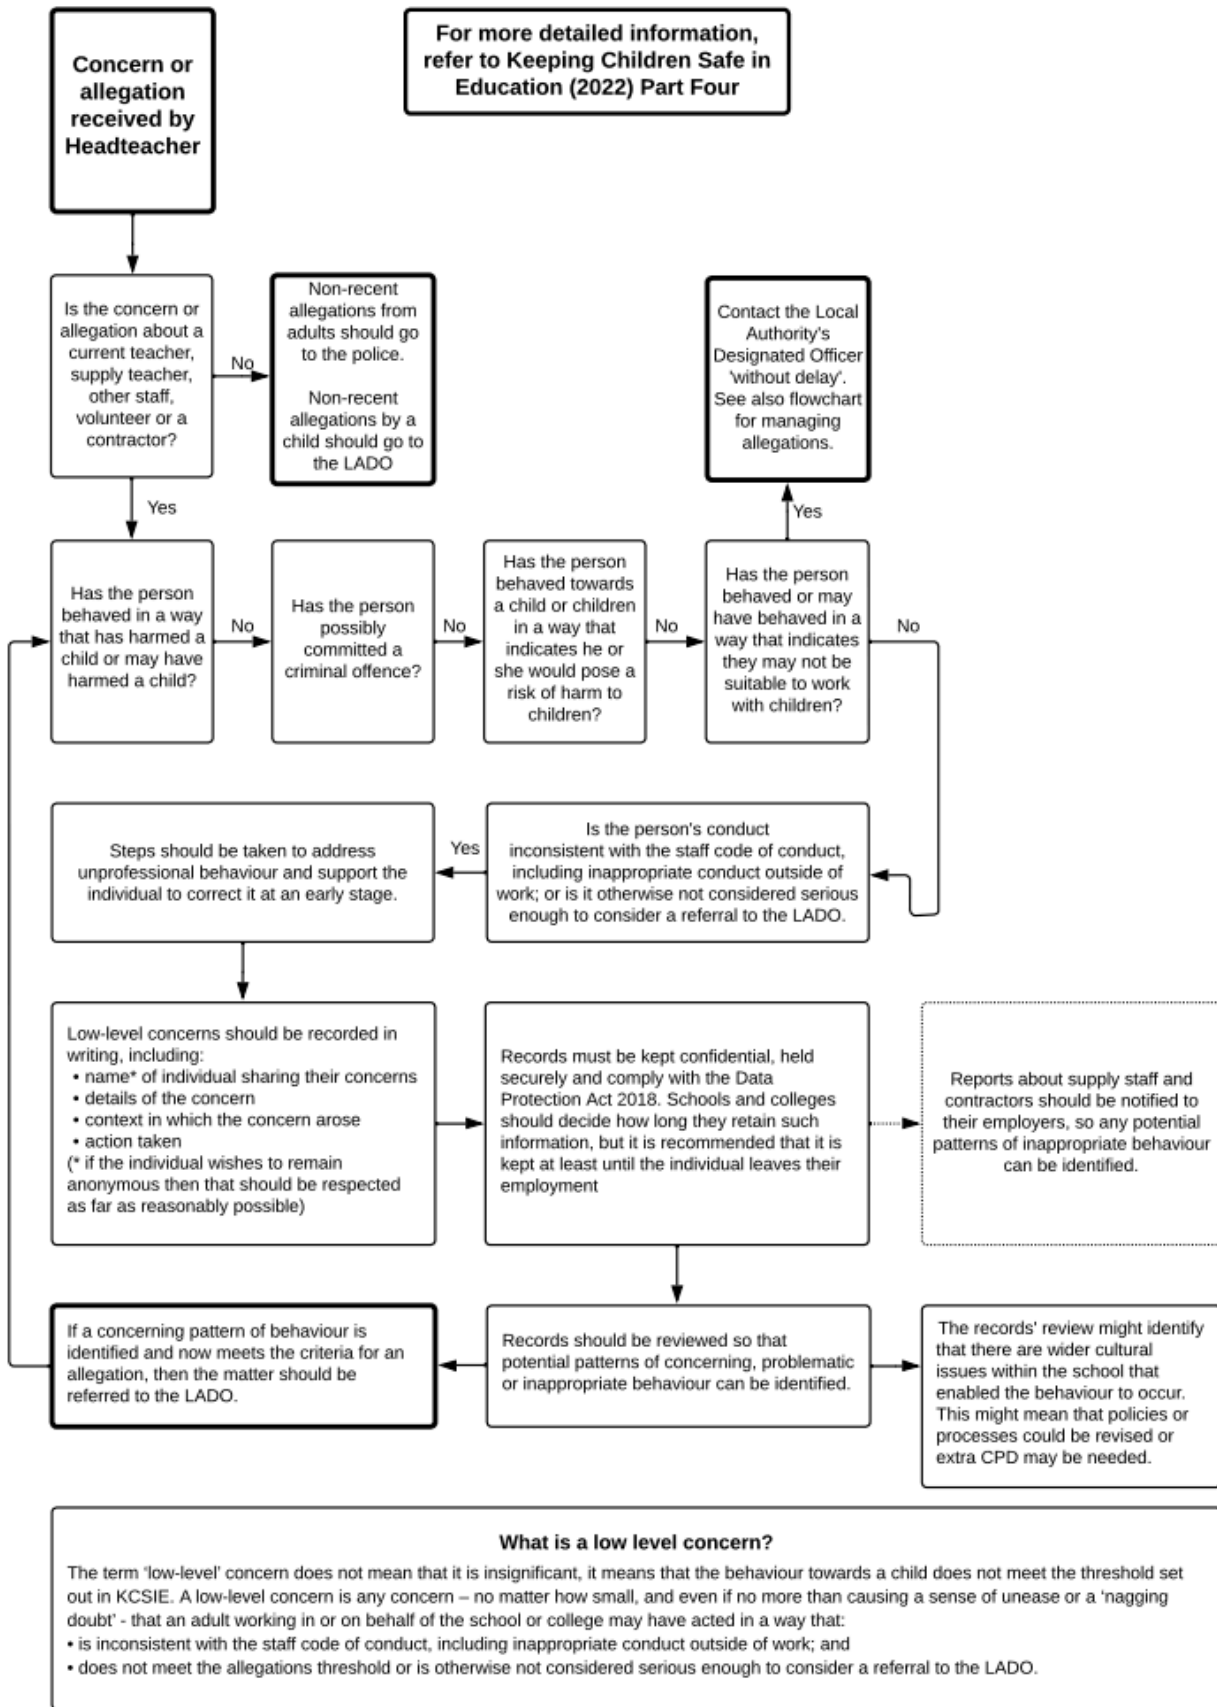 Concern or
allegation
received by
Headteacher
For more detailed information,
refer to Keeping Children Safe in
Education (2022) Part Four
Is the concern or
allegation about a
current teacher,
supply teacher,
other staff,
volunteer or a
contractor?
No
Non-recent
allegations from
adults should go
to the police.
Non-recent
allegations by a
child should go to
the LADO
Contact the Local
Authority's
Designated Officer
'without delay'.
See also flowchart
for managing
allegations.
Yes
Yes
Has the person
behaved in a way
that has harmed a
child or may have
harmed a child?
No
Has the person
possibly
committed a
criminal offence?
No
Has the person
behaved towards
a child or children
in a way that
indicates he or
she would pose a
risk of harm to
children?
No
Has the person
behaved or may
have behaved in a
way that indicates
they may not be
suitable to work
with children?
No
Is the person's conduct
inconsistent with the staff code of conduct,
including inappropriate conduct outside of
work; or is it otherwise not considered serious
enough to consider a referral to the LADO.
Yes
Steps should be taken to address
unprofessional behaviour and support the
individual to correct it at an early stage.
Low-level concerns should be recorded in
writing, including:
• name* of individual sharing their concerns
• details of the concern
• context in which the concern arose
• action taken
(* if the individual wishes to remain
anonymous then that should be respected
as far as reasonably possible)
Records must be kept confidential, held
securely and comply with the Data
Protection Act 2018. Schools and colleges
should decide how long they retain such
information, but it is recommended that it is
kept at least until the individual leaves their
employment
Reports about supply staff and
contractors should be notified to
their employers, so any potential
patterns of inappropriate behaviour
can be identified.
If a concerning pattern of behaviour is
identified and now meets the criteria for an
allegation, then the matter should be
referred to the LADO.
Records should be reviewed so that
potential patterns of concerning, problematic
or inappropriate behaviour can be identified.
The records' review might identify
that there are wider cultural
issues within the school that
enabled the behaviour to occur.
This might mean that policies or
processes could be revised or
extra CPD may be needed.
What is a low level concern?
The term ‘low-level’ concern does not mean that it is insignificant, it means that the behaviour towards a child does not meet the threshold set
out in KCSIE. A low-level concern is any concern – no matter how small, and even if no more than causing a sense of unease or a ‘nagging
doubt’ - that an adult working in or on behalf of the school or college may have acted in a way that:
• is inconsistent with the staff code of conduct, including inappropriate conduct outside of work; and
• does not meet the allegations threshold or is otherwise not considered serious enough to consider a referral to the LADO.